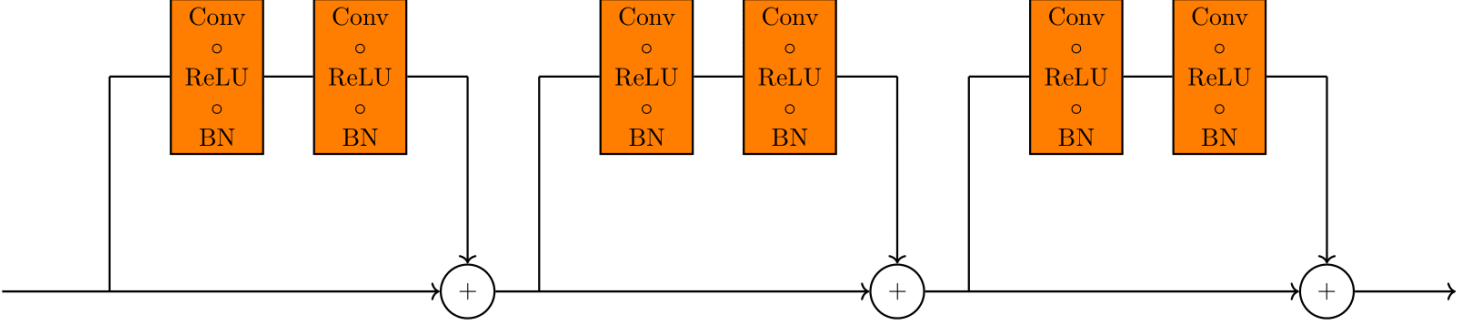 Conv
∘
ReLU
∘
BN
Conv
∘
ReLU
∘
BN
+
Conv
∘
ReLU
∘
BN
Conv
∘
ReLU
∘
BN
+
Conv
∘
ReLU
∘
BN
Conv
∘
ReLU
∘
BN
+